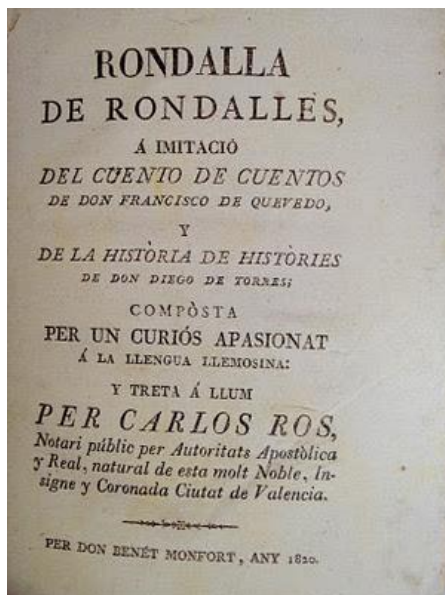 RONDALLA
DE RONDALLES,
Á IMITACIÓ
DEL CUENTO DE CUENTOS
DE DON FRANCISCO DE QUEVEDO,
Y
DE LA HISTÒRIA DE HISTÒRIES
DE DON DIEGO DE TORRES;
COMPÒSTA
PER UN CURIÓS APASIONAT
Á LA LLENGUA LLEMOSINA:
Y TRETA Á LLUM
PER CARLOS ROS,
Notari públic per Autoritats Apostòlica
y Real, natural de esta molt Noble, In-
signe y Coronada Ciutat de Valencia.
PER DON BENÉT MONFORT, ANY 1820.